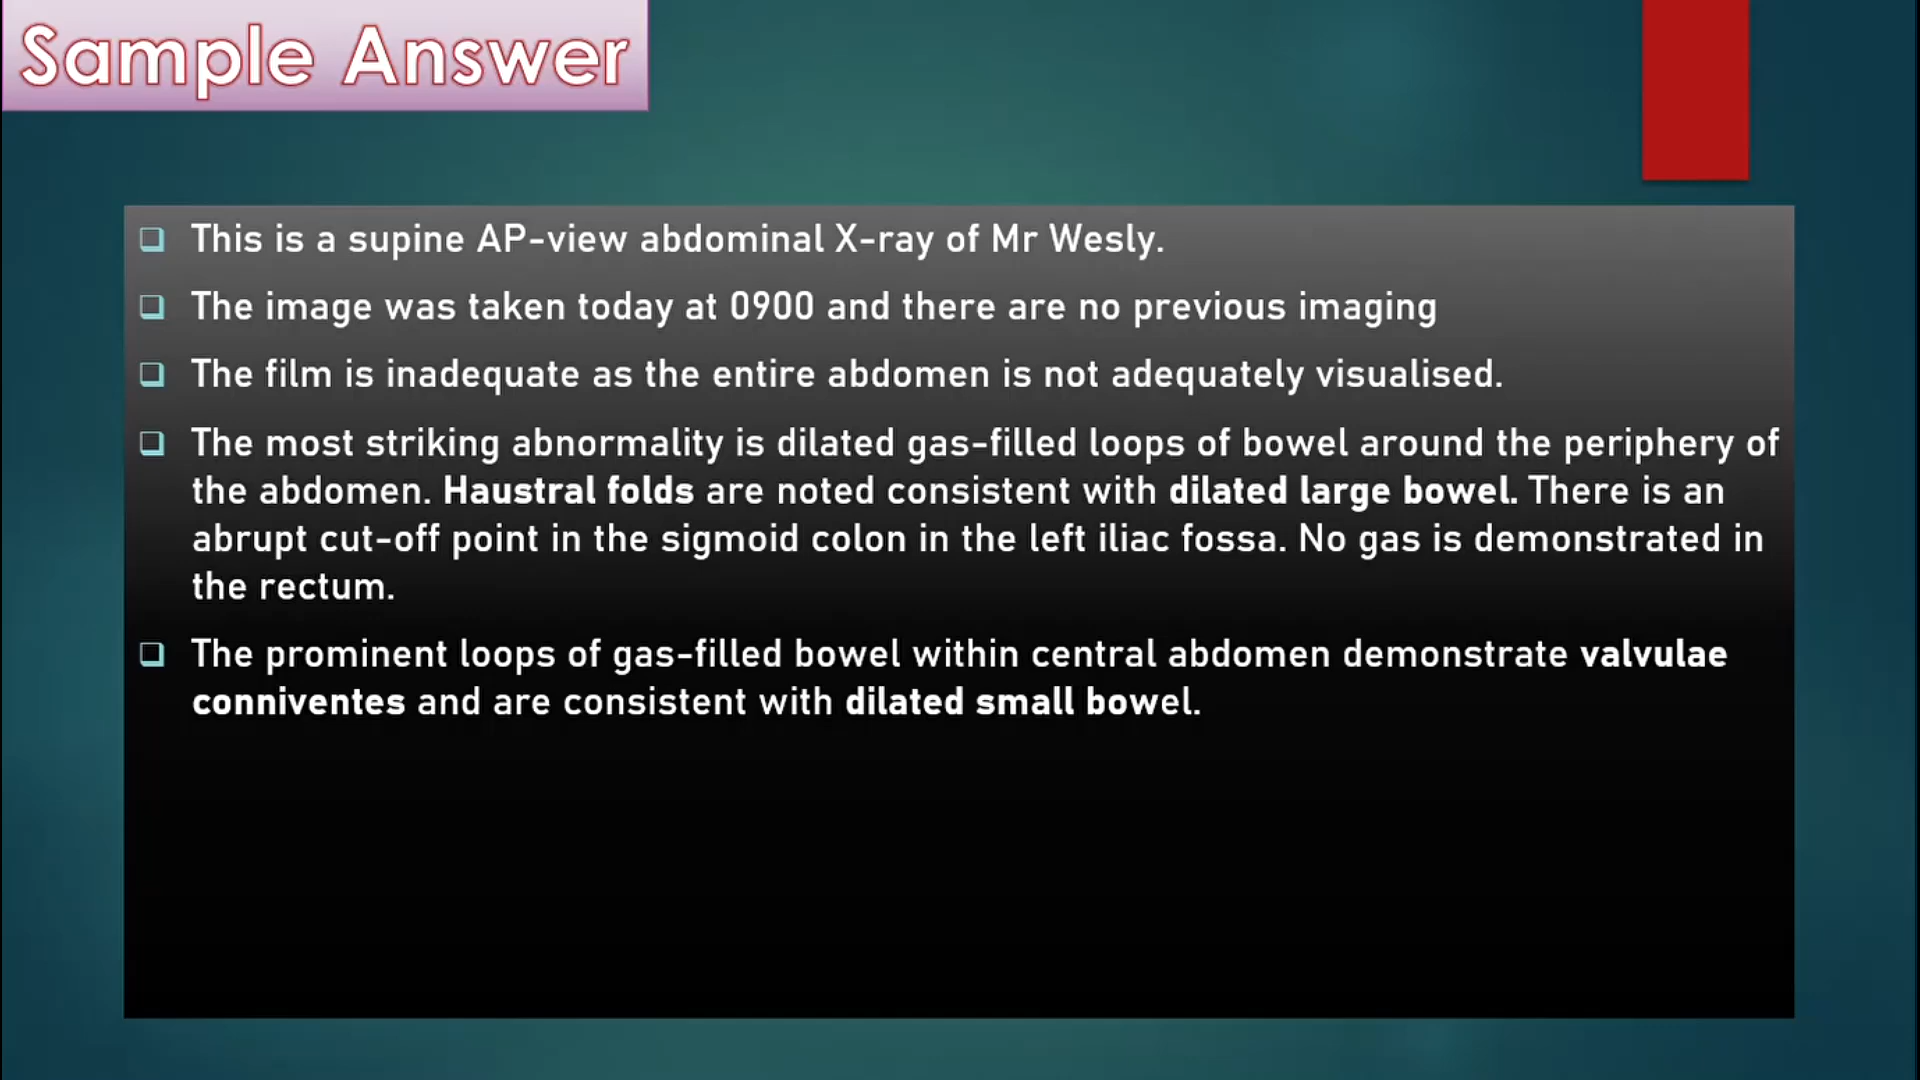 Sample Answer
This is a supine AP-view abdominal X-ray of Mr Wesly.
The image was taken today at 0900 and there are no previous imaging
The film is inadequate as the entire abdomen is not adequately visualised.
The most striking abnormality is dilated gas-filled loops of bowel around the periphery of
the abdomen. Haustral folds are noted consistent with dilated large bowel. There is an
abrupt cut-off point in the sigmoid colon in the left iliac fossa. No gas is demonstrated in
the rectum.
The prominent loops of gas-filled bowel within central abdomen demonstrate valvulae
conniventes and are consistent with dilated small bowel.